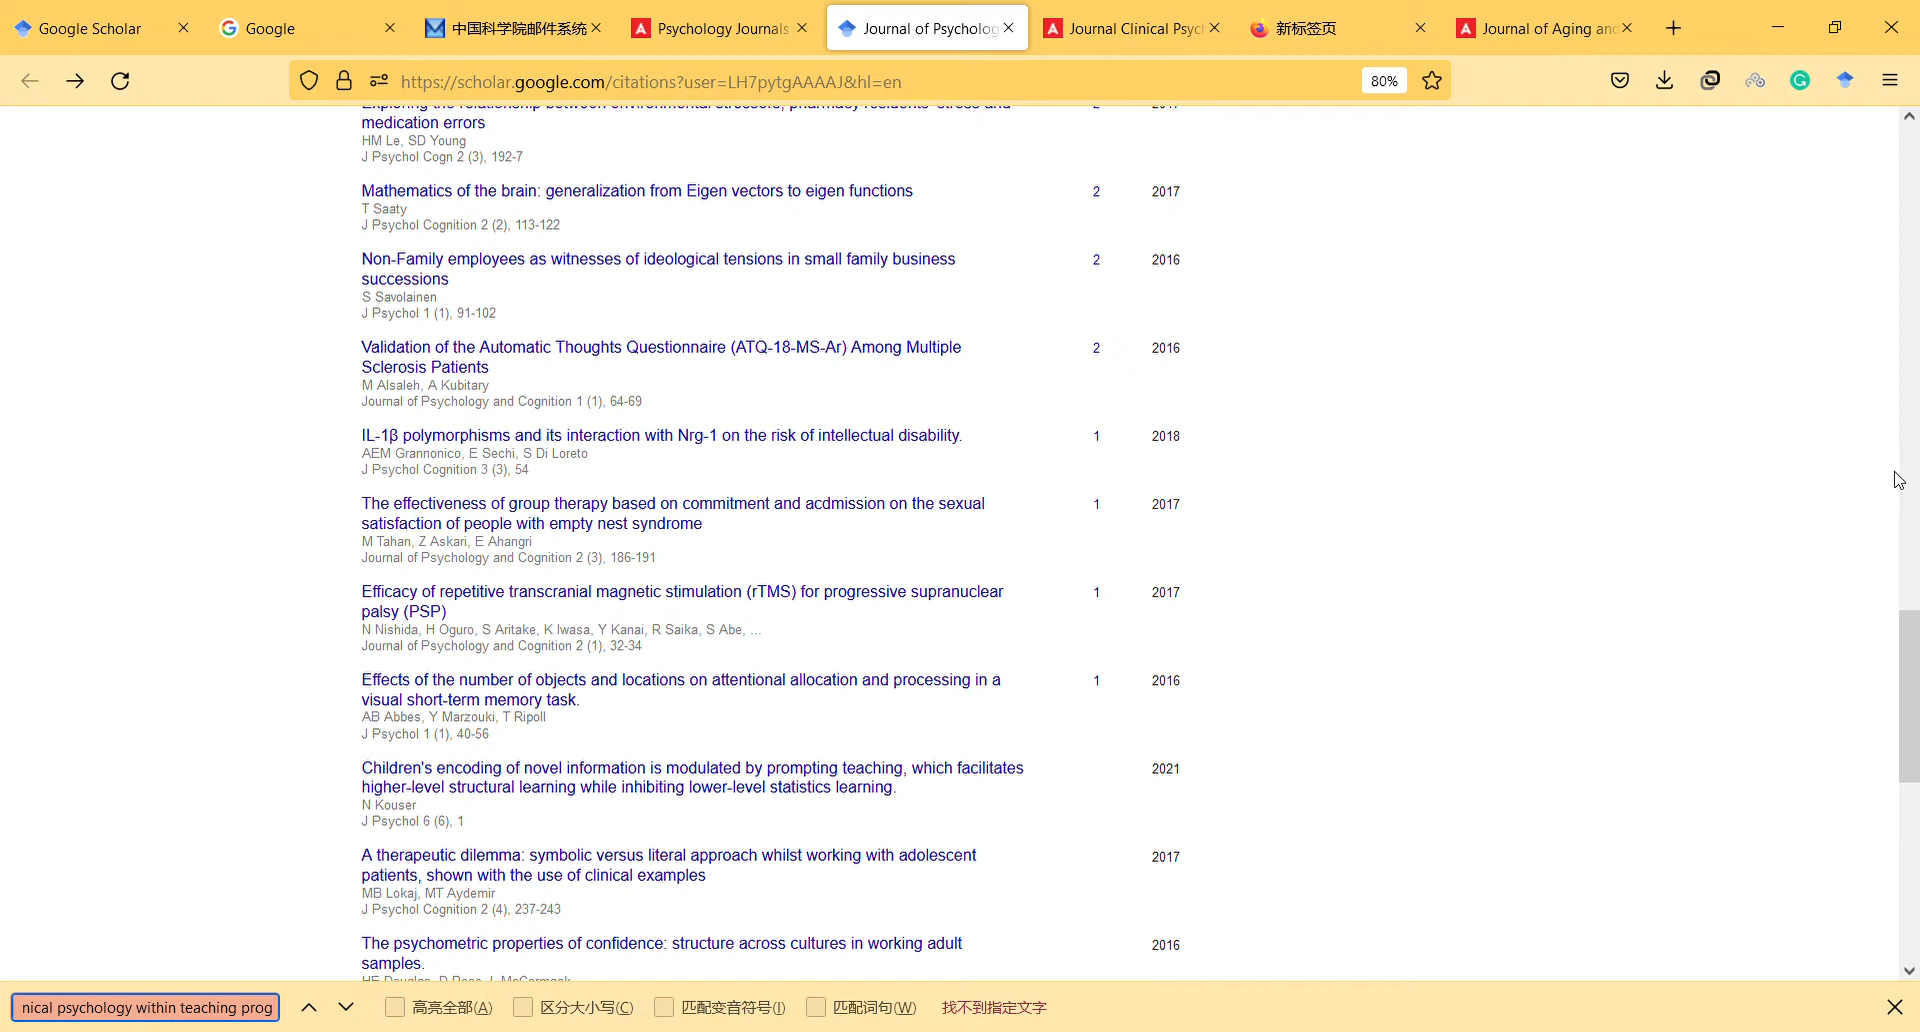 Google Scholar
Google
中国科学院邮件系统
Psychology Journals
Journal of Psycholog
Journal Clinical Psych
新标签页
Journal of Aging and
https://scholar.google.com/citations?user=LH7pytgAAAAJ&hl=en
80%
Exploring the relationship between environmental stressors, pharmacy residents' stress and 2 2017
medication errors
HM Le, SD Young
J Psychol Cogn 2 (3), 192-7
Mathematics of the brain: generalization from Eigen vectors to eigen functions 2 2017
T Saaty
J Psychol Cognition 2 (2), 113-122
Non-Family employees as witnesses of ideological tensions in small family business 2 2016
successions
S Savolainen
J Psychol 1 (1), 91-102
Validation of the Automatic Thoughts Questionnaire (ATQ-18-MS-Ar) Among Multiple 2 2016
Sclerosis Patients
M Alsaleh, A Kubitary
Journal of Psychology and Cognition 1 (1), 64-69
IL-1β polymorphisms and its interaction with Nrg-1 on the risk of intellectual disability. 1 2018
AEM Grannonico, E Sechi, S Di Loreto
J Psychol Cognition 3 (3), 54
The effectiveness of group therapy based on commitment and acdmission on the sexual 1 2017
satisfaction of people with empty nest syndrome
M Tahan, Z Askari, E Ahangri
Journal of Psychology and Cognition 2 (3), 186-191
Efficacy of repetitive transcranial magnetic stimulation (rTMS) for progressive supranuclear 1 2017
palsy (PSP)
N Nishida, H Oguro, S Aritake, K Iwasa, Y Kanai, R Saika, S Abe, ...
Journal of Psychology and Cognition 2 (1), 32-34
Effects of the number of objects and locations on attentional allocation and processing in a 1 2016
visual short-term memory task.
AB Abbes, Y Marzouki, T Ripoll
J Psychol 1 (1), 40-56
Children's encoding of novel information is modulated by prompting teaching, which facilitates 2021
higher-level structural learning while inhibiting lower-level statistics learning.
N Kouser
J Psychol 6 (6), 1
A therapeutic dilemma: symbolic versus literal approach whilst working with adolescent 2017
patients, shown with the use of clinical examples
MB Lokaj, MT Aydemir
J Psychol Cognition 2 (4), 237-243
The psychometric properties of confidence: structure across cultures in working adult 2016
samples.
HE Douglas, D Rose, L McCormack
nical psychology within teaching prog
高亮全部(A)
区分大小写(C)
匹配变音符号(I)
匹配词句(W)
找不到指定文字